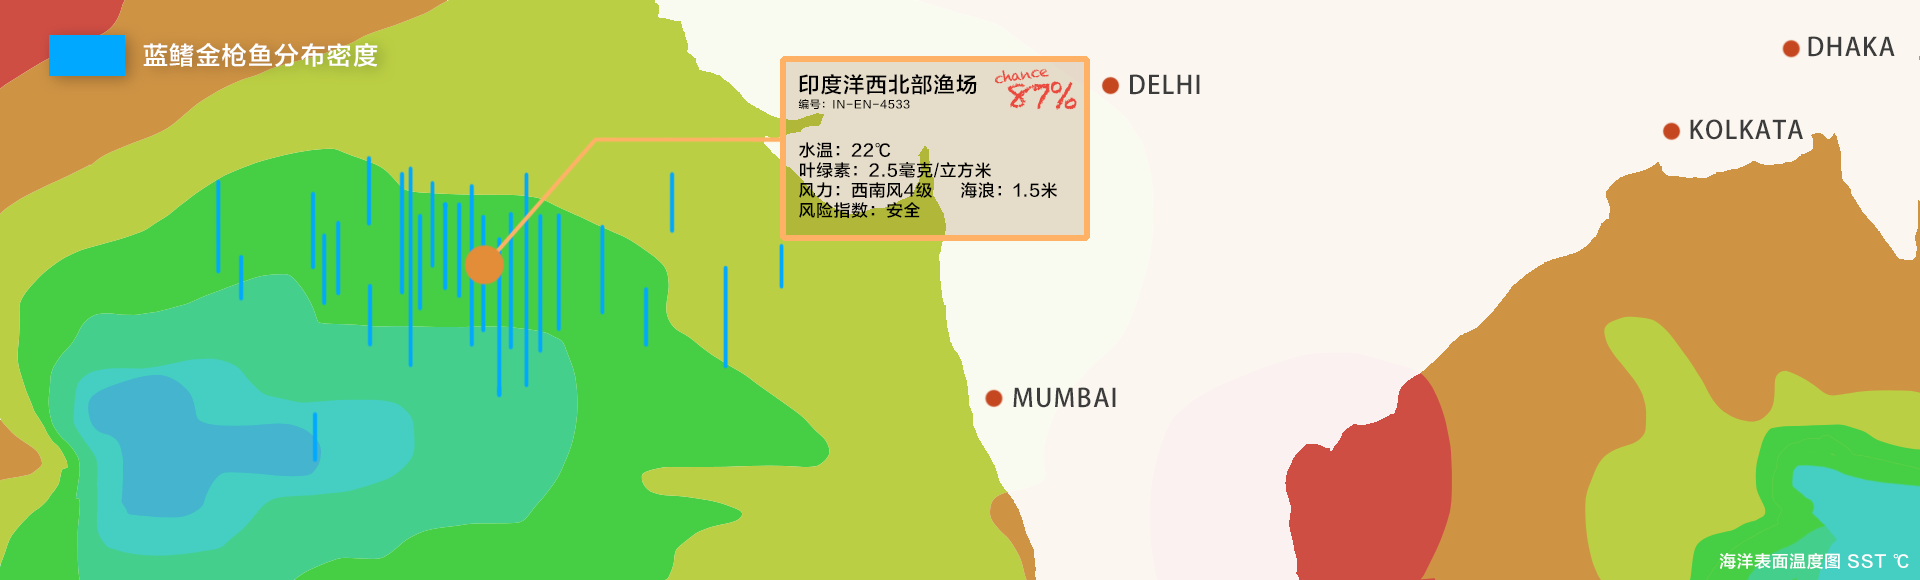 蓝鳍金枪鱼分布密度
印度洋西北部渔场
chance
87%
编号：IN-EN-4533
水温：22℃
叶绿素：2.5毫克/立方米
风力：西南风4级 海浪：1.5米
风险指数：安全
DELHI
DHAKA
KOLKATA
MUMBAI
海洋表面温度图 SST ℃